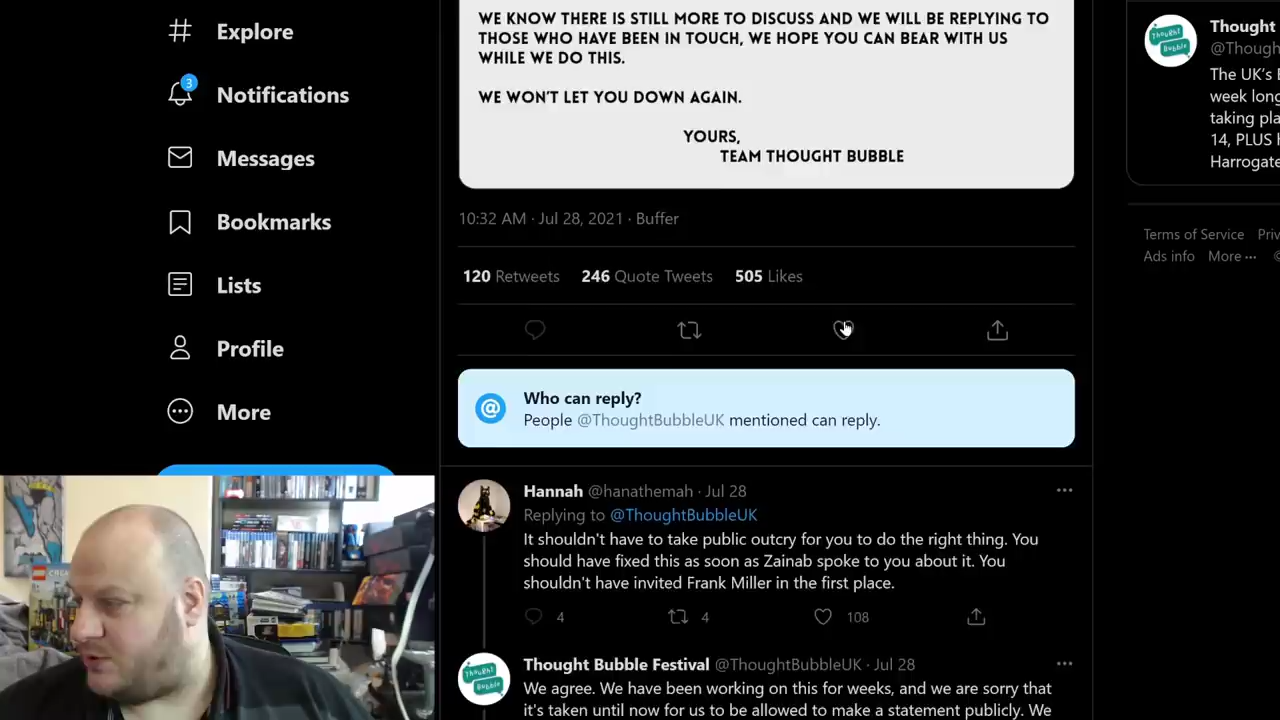 Explore
3
Notifications
Messages
Bookmarks
Lists
Profile
More
WE KNOW THERE IS STILL MORE TO DISCUSS AND WE WILL BE REPLYING TO
THOSE WHO HAVE BEEN IN TOUCH, WE HOPE YOU CAN BEAR WITH US
WHILE WE DO THIS.
WE WON'T LET YOU DOWN AGAIN.
YOURS,
TEAM THOUGHT BUBBLE
10:32 AM · Jul 28, 2021 · Buffer
120 Retweets 246 Quote Tweets 505 Likes
Who can reply?
People @ThoughtBubbleUK mentioned can reply.
Hannah @hanathemah · Jul 28
Replying to @ThoughtBubbleUK
It shouldn't have to take public outcry for you to do the right thing. You
should have fixed this as soon as Zainab spoke to you about it. You
shouldn't have invited Frank Miller in the first place.
4 4 108
Thought Bubble
Thought Bubble Festival @ThoughtBubbleUK · Jul 28
We agree. We have been working on this for weeks, and we are sorry that
it's taken until now for us to be allowed to make a statement publicly. We
Thought Bubble
Thought
@Though
The UK's
week long
taking pla
14, PLUS
Harrogate
Terms of Service Priv
Ads info More ···